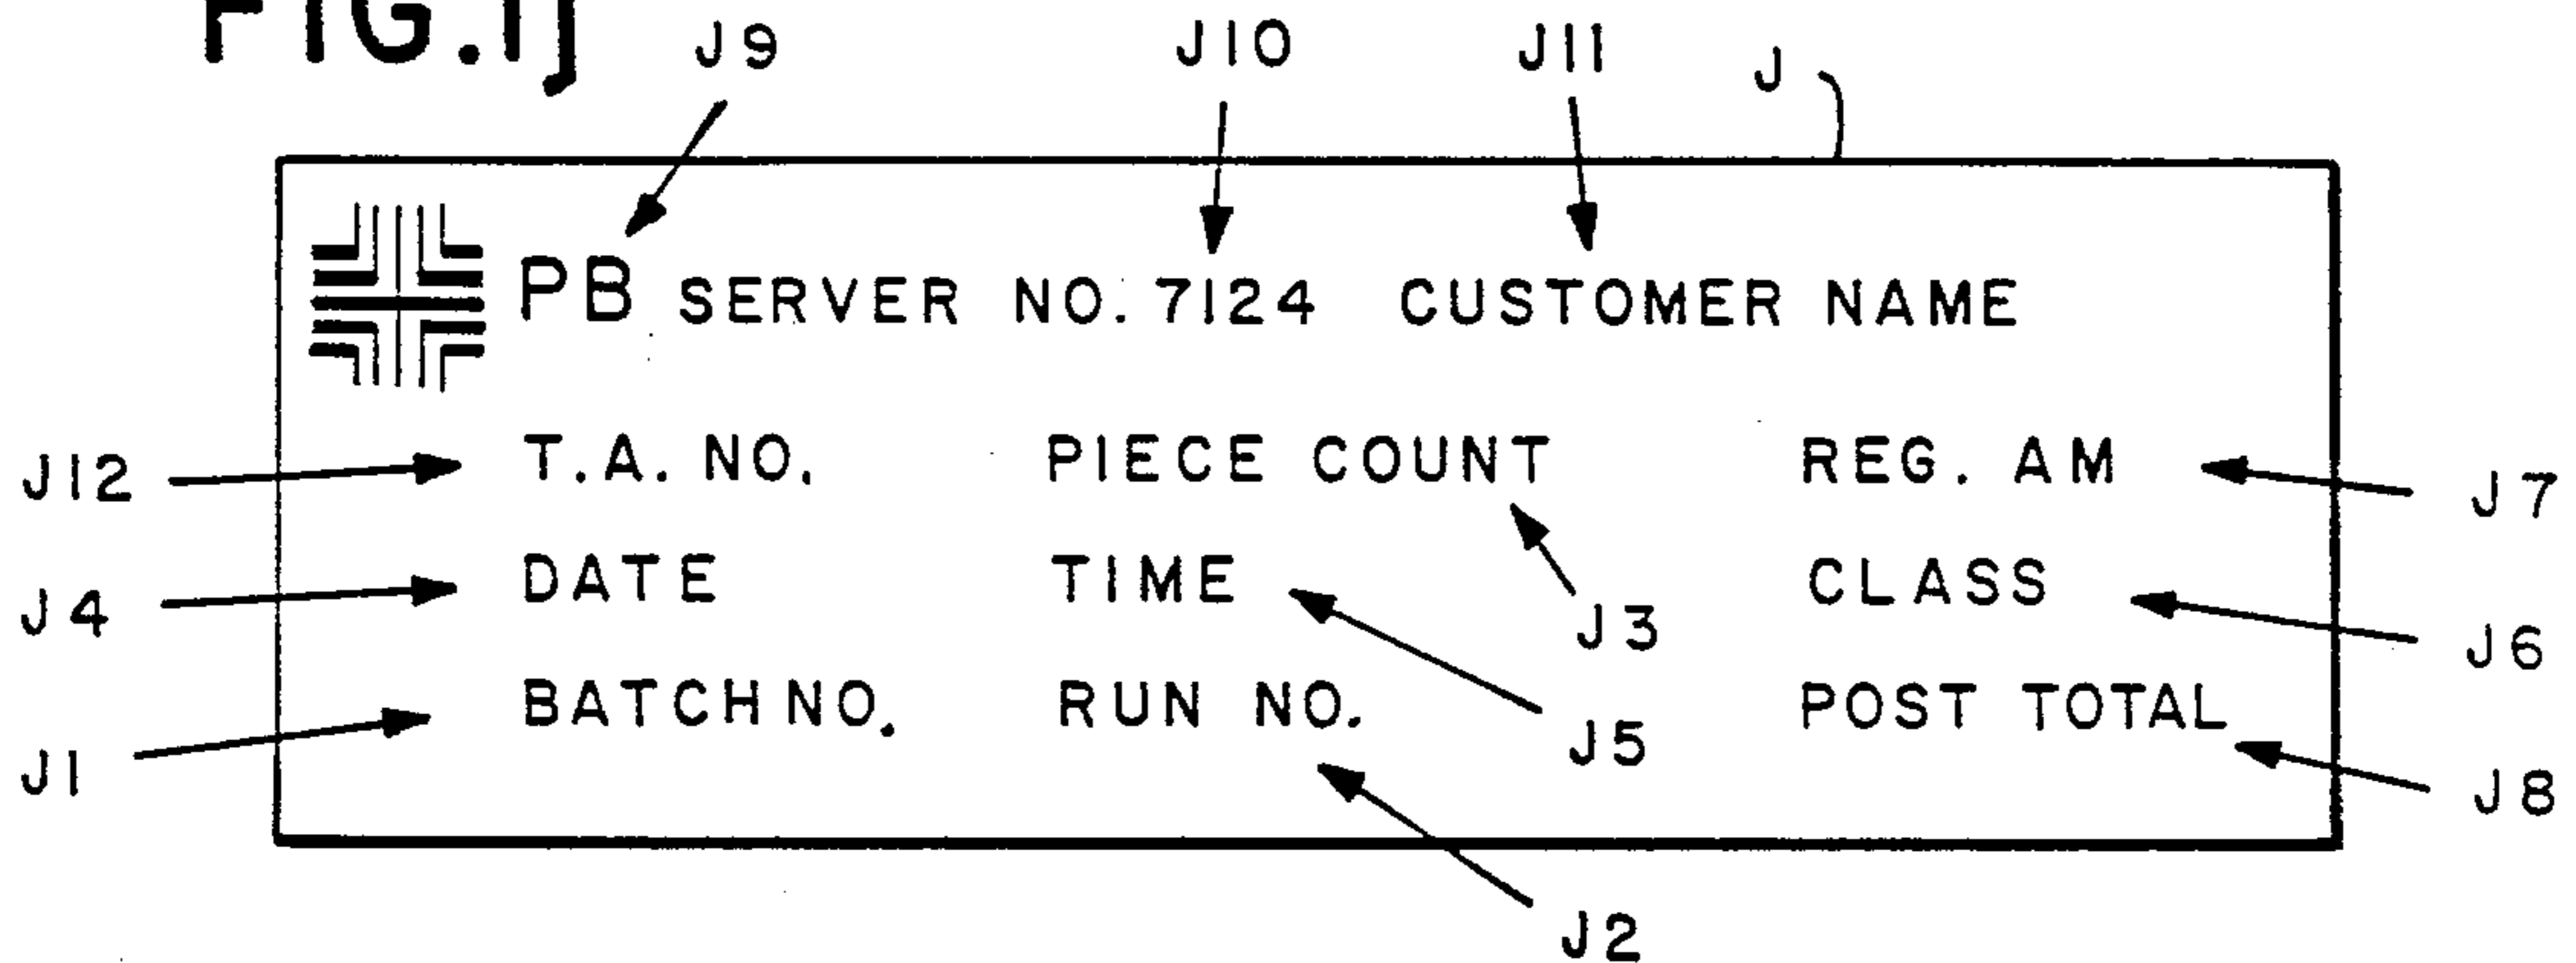 FIG.1j
J9 J10 J11 J
PB SERVER NO. 7124 CUSTOMER NAME
J12 T.A. NO. PIECE COUNT REG. AM J7
J4 DATE TIME J3 CLASS J6
J1 BATCH NO. RUN NO. J5 POST TOTAL J8
J2